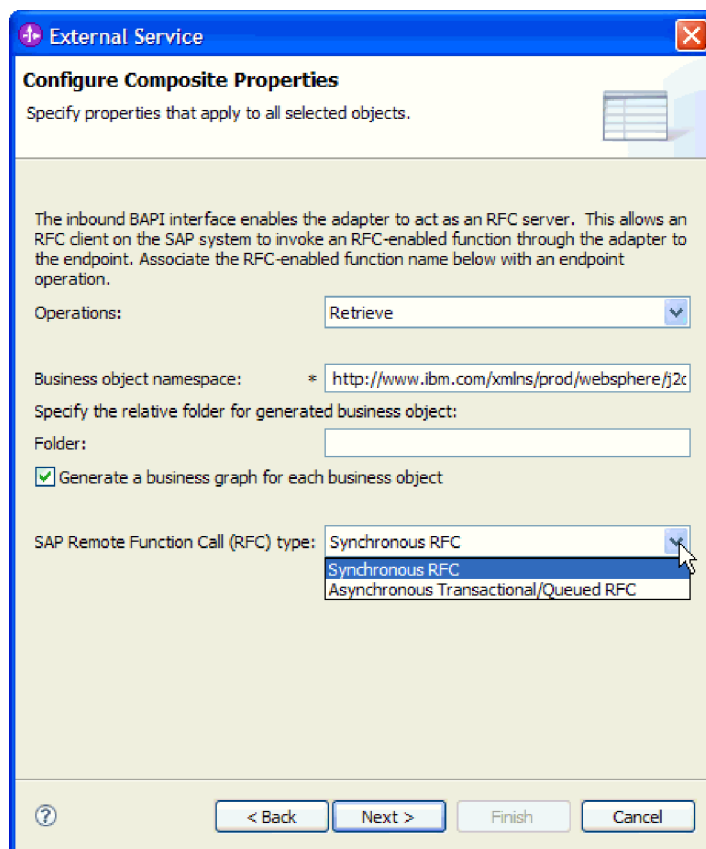 External Service
Configure Composite Properties
Specify properties that apply to all selected objects.
The inbound BAPI interface enables the adapter to act as an RFC server. This allows an
RFC client on the SAP system to invoke an RFC-enabled function through the adapter to
the endpoint. Associate the RFC-enabled function name below with an endpoint
operation.
Operations: Retrieve
Business object namespace: * http://www.ibm.com/xmlns/prod/websphere/j2c
Specify the relative folder for generated business object:
Folder:
Generate a business graph for each business object
SAP Remote Function Call (RFC) type: Synchronous RFC
Synchronous RFC
Asynchronous Transactional/Queued RFC
? < Back Next > Finish Cancel